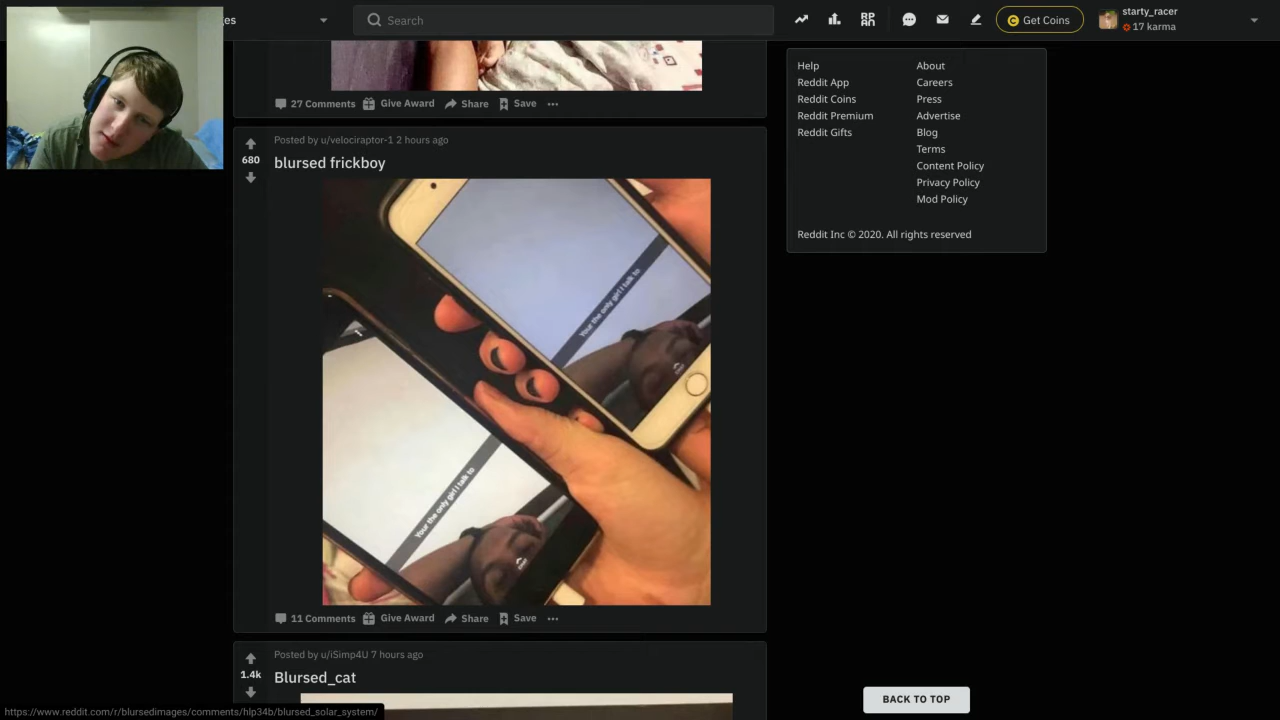 ges
Search
Get Coins
starty_racer
17 karma
27 Comments
Give Award
Share
Save
Posted by u/velociraptor-1 2 hours ago
680
blursed frickboy
Your the only girl I talk to
Your the only girl I talk to
11 Comments
Give Award
Share
Save
Posted by u/iSimp4U 7 hours ago
1.4k
Blursed_cat
https://www.reddit.com/r/blursedimages/comments/hlp34b/blursed_solar_system/
Help
About
Reddit App
Careers
Reddit Coins
Press
Reddit Premium
Advertise
Reddit Gifts
Blog
Terms
Content Policy
Privacy Policy
Mod Policy
Reddit Inc © 2020. All rights reserved
BACK TO TOP